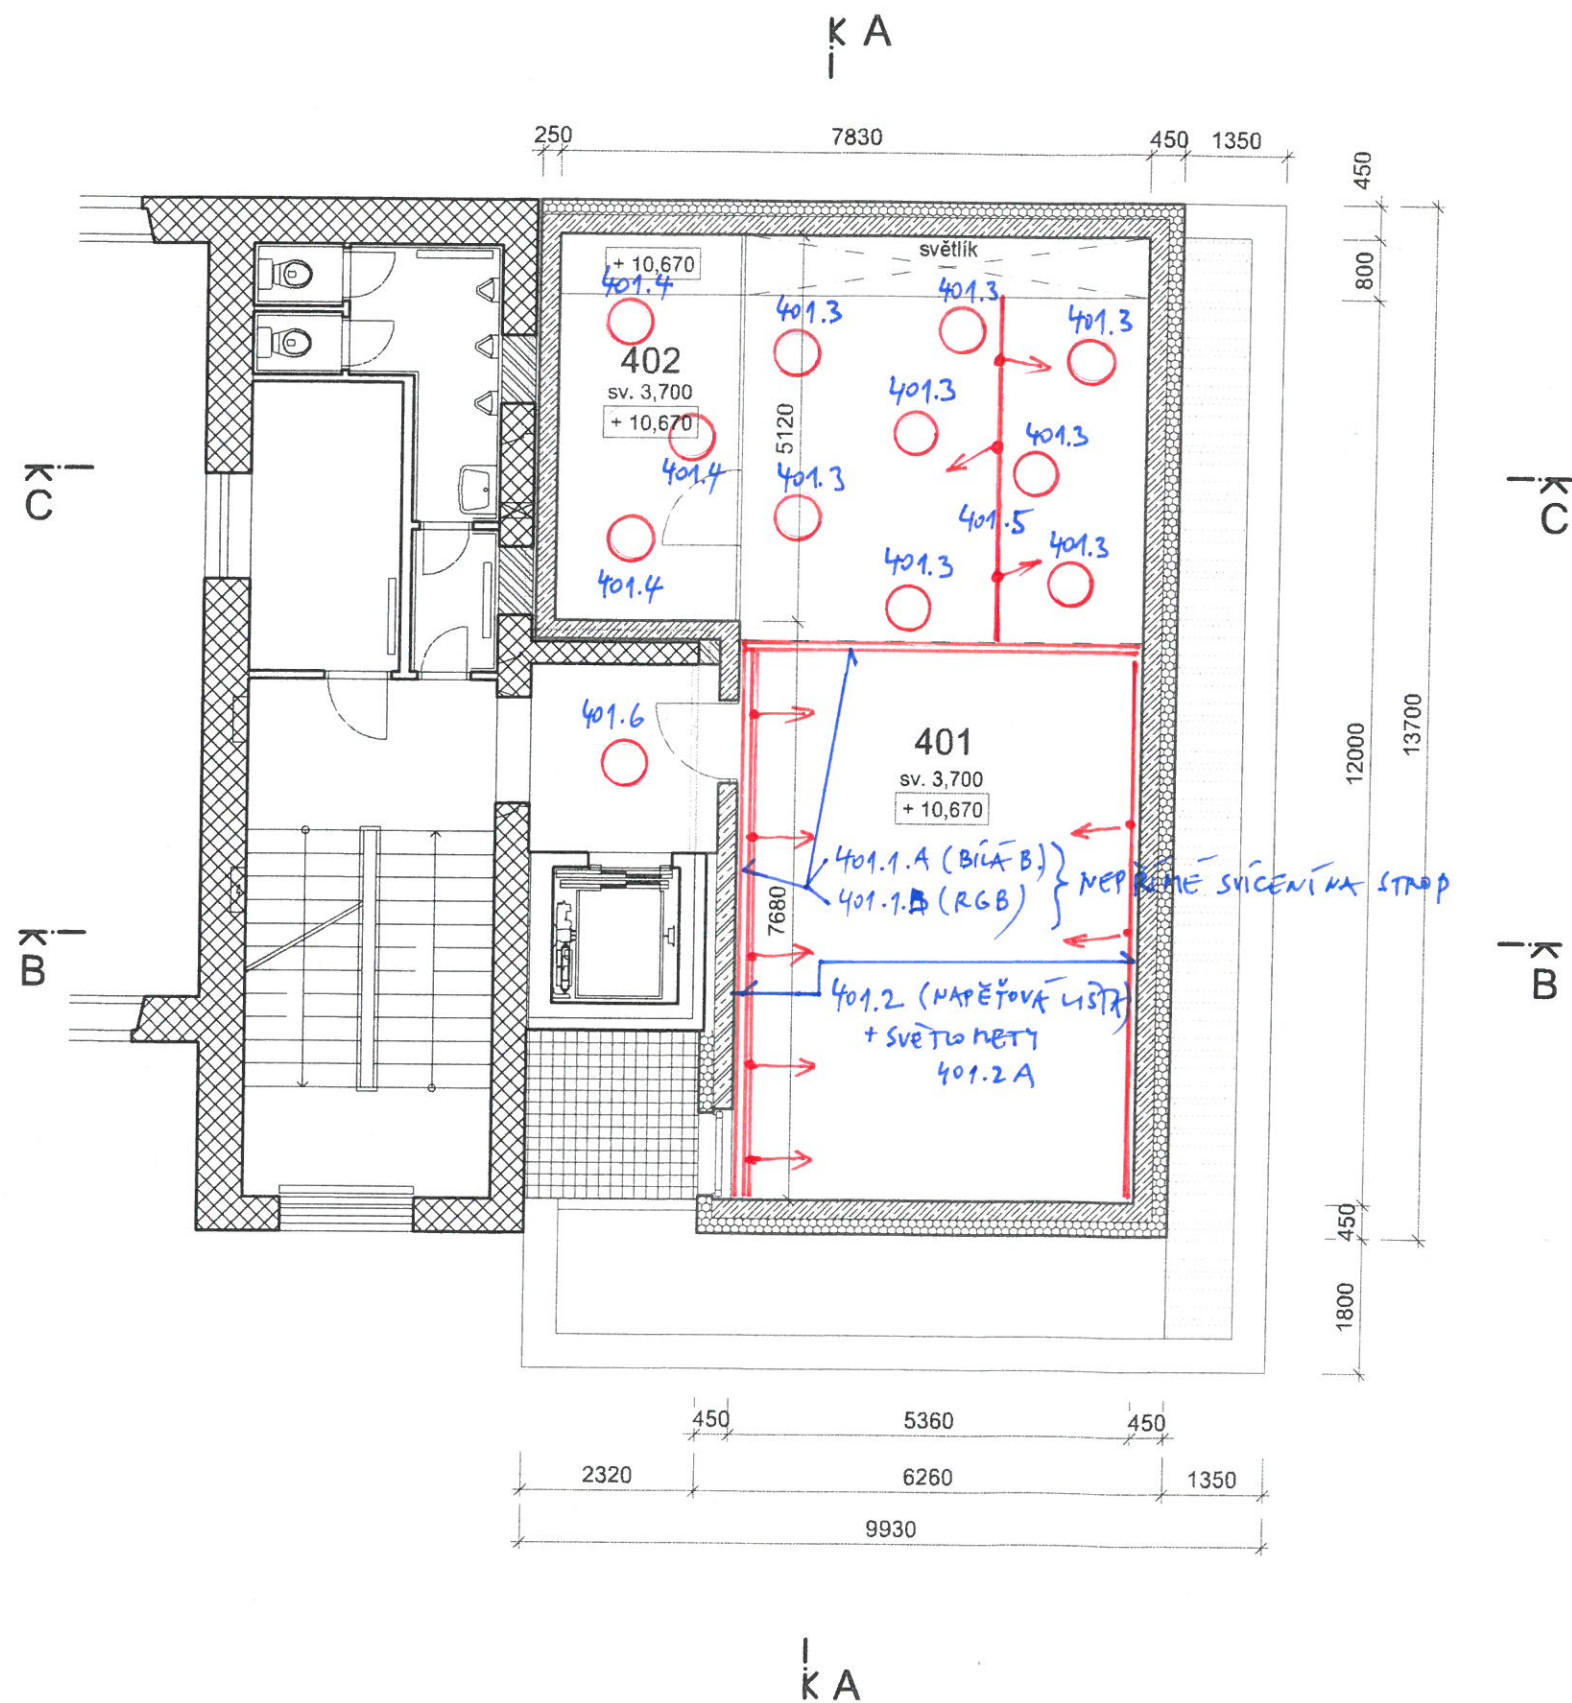 K A
250
7830
450
1350
450
světlík
+ 10,670
401.4
401.3
401.3
401.3
800
402
sv. 3,700
+ 10,670
401.3
5120
401.3
401.4
401.3
401.5
401.3
401.3
401.4
K C
K C
401.6
401
sv. 3,700
+ 10,670
12000
13700
401.1.A (BÍLÁ B.)
401.1.B (RGB)
NEPŘÍMÉ SVÍCENÍ NA STROP
7680
K B
K B
401.2 (NAPĚŤOVÁ LIŠTA)
+ SVĚTLOMETY
401.2A
450
1800
450
5360
450
2320
6260
1350
9930
K A